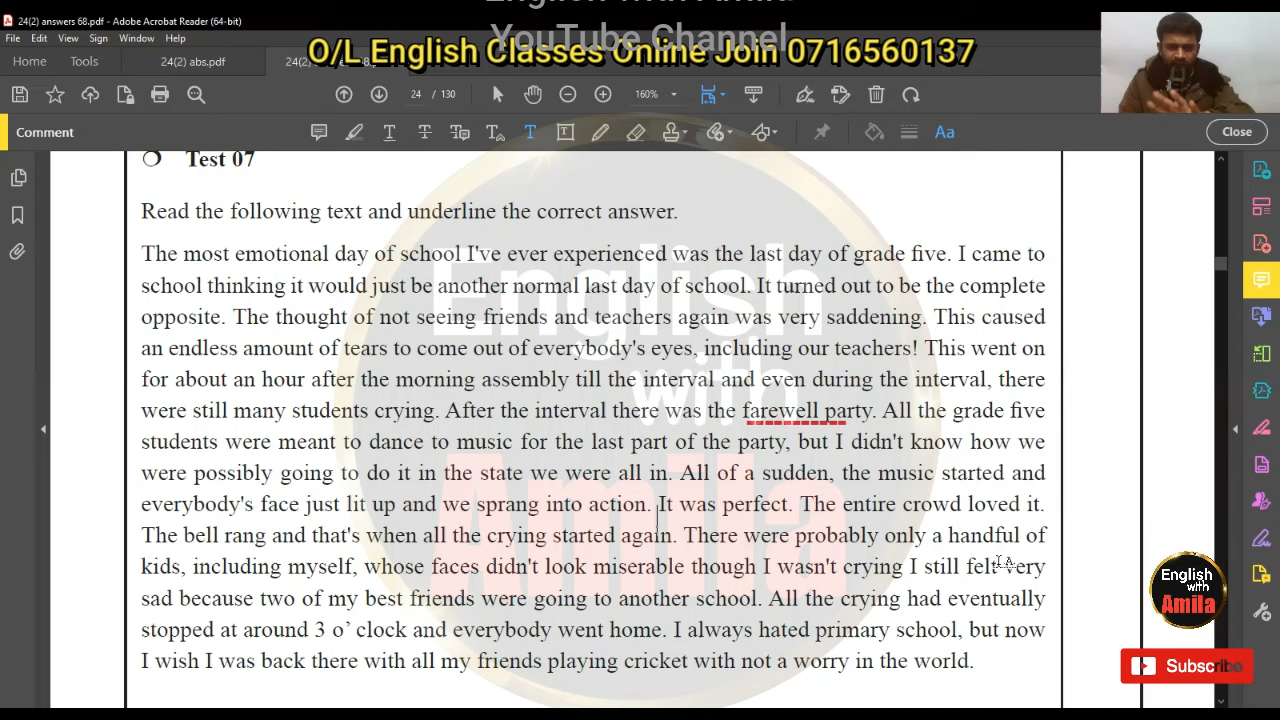 English With Amila
24(2) answers 68.pdf - Adobe Acrobat Reader (64-bit)
YouTube Channel
O/L English Classes Online Join 0716560137
File Edit View Sign Window Help
Home Tools 24(2) abs.pdf 24(2)
24 / 130 160%
Comment
Close
Test 07
Read the following text and underline the correct answer.
The most emotional day of school I've ever experienced was the last day of grade five. I came to
school thinking it would just be another normal last day of school. It turned out to be the complete
opposite. The thought of not seeing friends and teachers again was very saddening. This caused
an endless amount of tears to come out of everybody's eyes, including our teachers! This went on
for about an hour after the morning assembly till the interval and even during the interval, there
were still many students crying. After the interval there was the farewell party. All the grade five
students were meant to dance to music for the last part of the party, but I didn't know how we
were possibly going to do it in the state we were all in. All of a sudden, the music started and
everybody's face just lit up and we sprang into action. It was perfect. The entire crowd loved it.
The bell rang and that's when all the crying started again. There were probably only a handful of
kids, including myself, whose faces didn't look miserable though I wasn't crying I still felt very
sad because two of my best friends were going to another school. All the crying had eventually
stopped at around 3 o’ clock and everybody went home. I always hated primary school, but now
I wish I was back there with all my friends playing cricket with not a worry in the world.
English
with
Amila
English
with
Amila
Subscribe